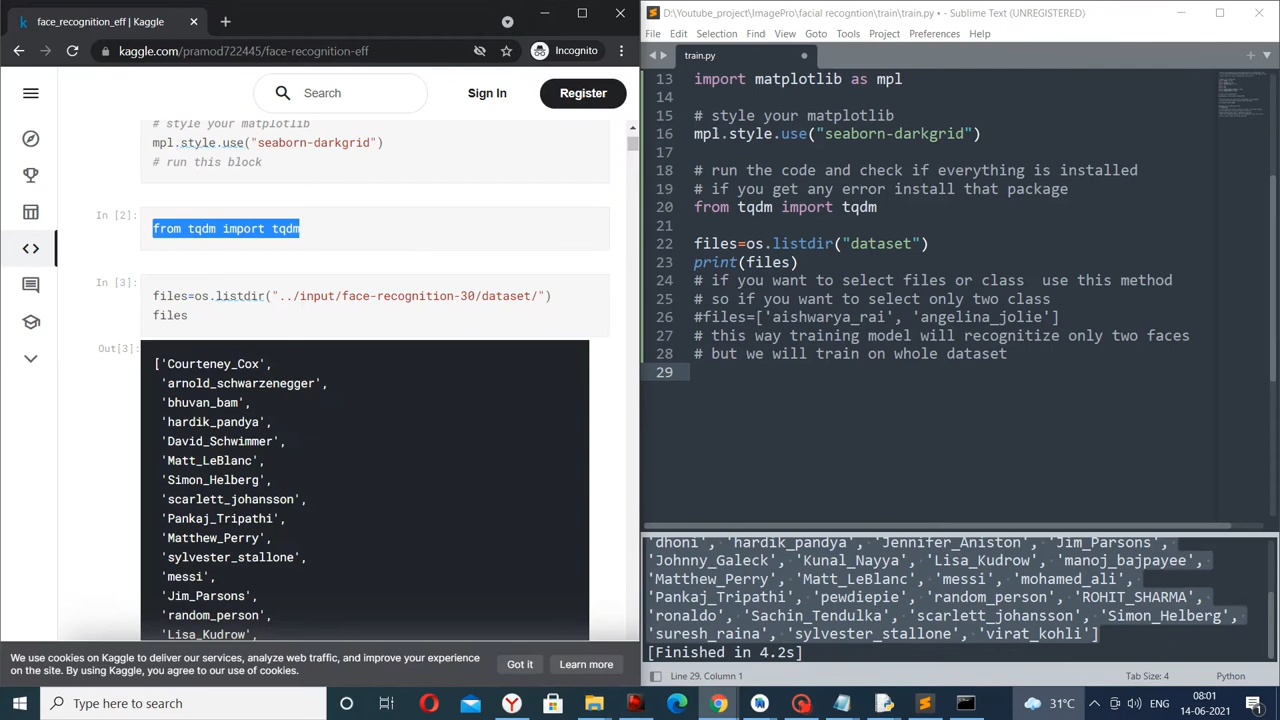 face_recognition_eff | Kaggle
kaggle.com/pramod722445/face-recognition-eff
Incognito
Search
Sign In
Register
# style your matplotlib
mpl.style.use("seaborn-darkgrid")
# run this block
In [2]:
from tqdm import tqdm
In [3]:
files=os.listdir("../input/face-recognition-30/dataset/")
files
Out[3]:
['Courteney_Cox',
'arnold_schwarzenegger',
'bhuvan_bam',
'hardik_pandya',
'David_Schwimmer',
'Matt_LeBlanc',
'Simon_Helberg',
'scarlett_johansson',
'Pankaj_Tripathi',
'Matthew_Perry',
'sylvester_stallone',
'messi',
'Jim_Parsons',
'random_person',
'Lisa_Kudrow',
We use cookies on Kaggle to deliver our services, analyze web traffic, and improve your experience
on the site. By using Kaggle, you agree to our use of cookies.
Got it
Learn more
D:\Youtube_project\ImagePro\facial recogntion\train\train.py • - Sublime Text (UNREGISTERED)
File Edit Selection Find View Goto Tools Project Preferences Help
train.py
13 import matplotlib as mpl
14
15 # style your matplotlib
16 mpl.style.use("seaborn-darkgrid")
17
18 # run the code and check if everything is installed
19 # if you get any error install that package
20 from tqdm import tqdm
21
22 files=os.listdir("dataset")
23 print(files)
24 # if you want to select files or class use this method
25 # so if you want to select only two class
26 #files=['aishwarya_rai', 'angelina_jolie']
27 # this way training model will recognitize only two faces
28 # but we will train on whole dataset
29
'dhoni', 'hardik_pandya', 'Jennifer_Aniston', 'Jim_Parsons',
'Johnny_Galeck', 'Kunal_Nayya', 'Lisa_Kudrow', 'manoj_bajpayee',
'Matthew_Perry', 'Matt_LeBlanc', 'messi', 'mohamed_ali',
'Pankaj_Tripathi', 'pewdiepie', 'random_person', 'ROHIT_SHARMA',
'ronaldo', 'Sachin_Tendulka', 'scarlett_johansson', 'Simon_Helberg',
'suresh_raina', 'sylvester_stallone', 'virat_kohli']
[Finished in 4.2s]
Line 29, Column 1
Tab Size: 4
Python
Type here to search
31°C
ENG
08:01
14-06-2021